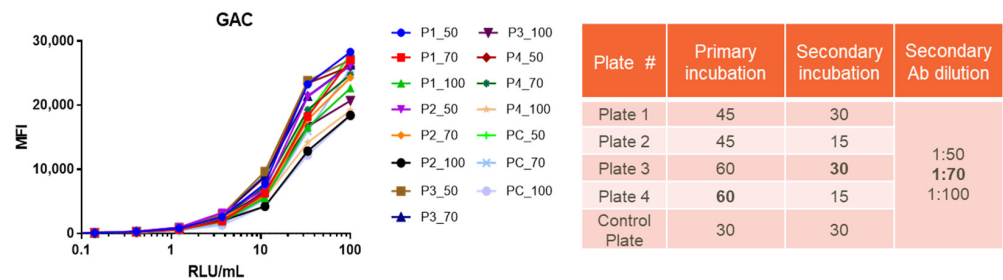 GAC
30,000
20,000
10,000
0
MFI
0.1
1
10
100
RLU/mL
P1_50
P1_70
P1_100
P2_50
P2_70
P2_100
P3_50
P3_70
P3_100
P4_50
P4_70
P4_100
PC_50
PC_70
PC_100
Plate # Primary incubation Secondary incubation Secondary Ab dilution
Plate 1 45 30
Plate 2 45 15
Plate 3 60 30
Plate 4 60 15
Control Plate 30 30
1:50
1:70
1:100